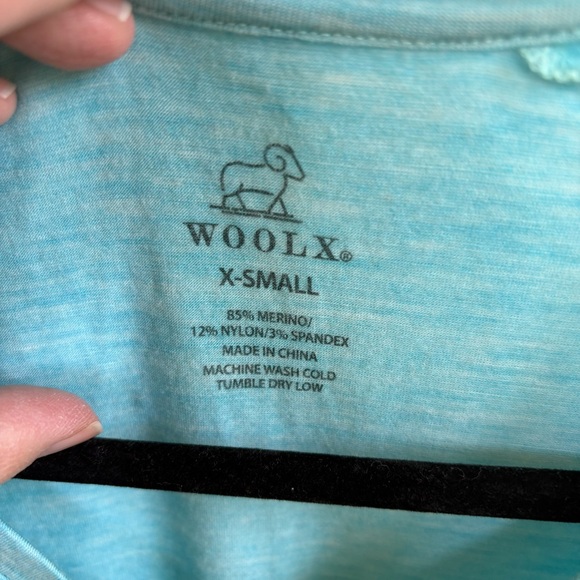 WOOLX®
X-SMALL
85% MERINO/
12% NYLON/3% SPANDEX
MADE IN CHINA
MACHINE WASH COLD
TUMBLE DRY LOW